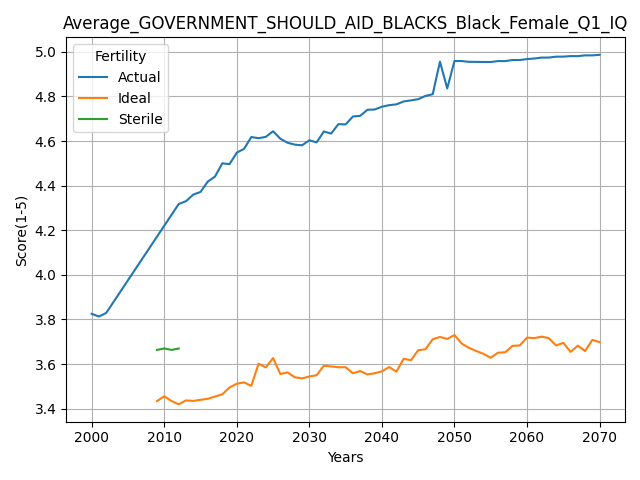 Average_GOVERNMENT_SHOULD_AID_BLACKS_Black_Female_Q1_IQ
Fertility
Actual
Ideal
Sterile
Score(1-5)
5.0
4.8
4.6
4.4
4.2
4.0
3.8
3.6
3.4
2000 2010 2020 2030 2040 2050 2060 2070
Years